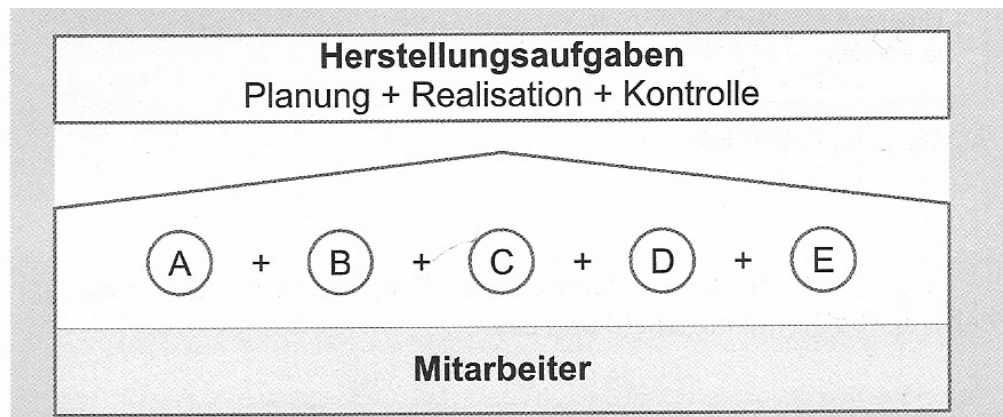 Herstellungsaufgaben
Planung + Realisation + Kontrolle
A + B + C + D + E
Mitarbeiter